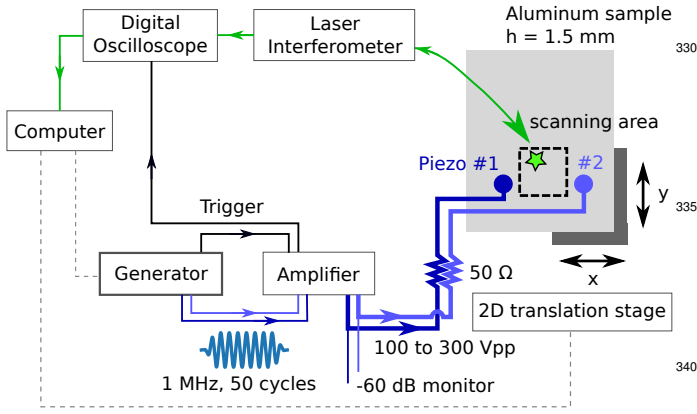 Digital
Oscilloscope
Laser
Interferometer
Aluminum sample
h = 1.5 mm
330
Computer
scanning area
Piezo #1
#2
y
335
Trigger
Generator
Amplifier
50 Ω
x
2D translation stage
100 to 300 Vpp
340
1 MHz, 50 cycles
-60 dB monitor